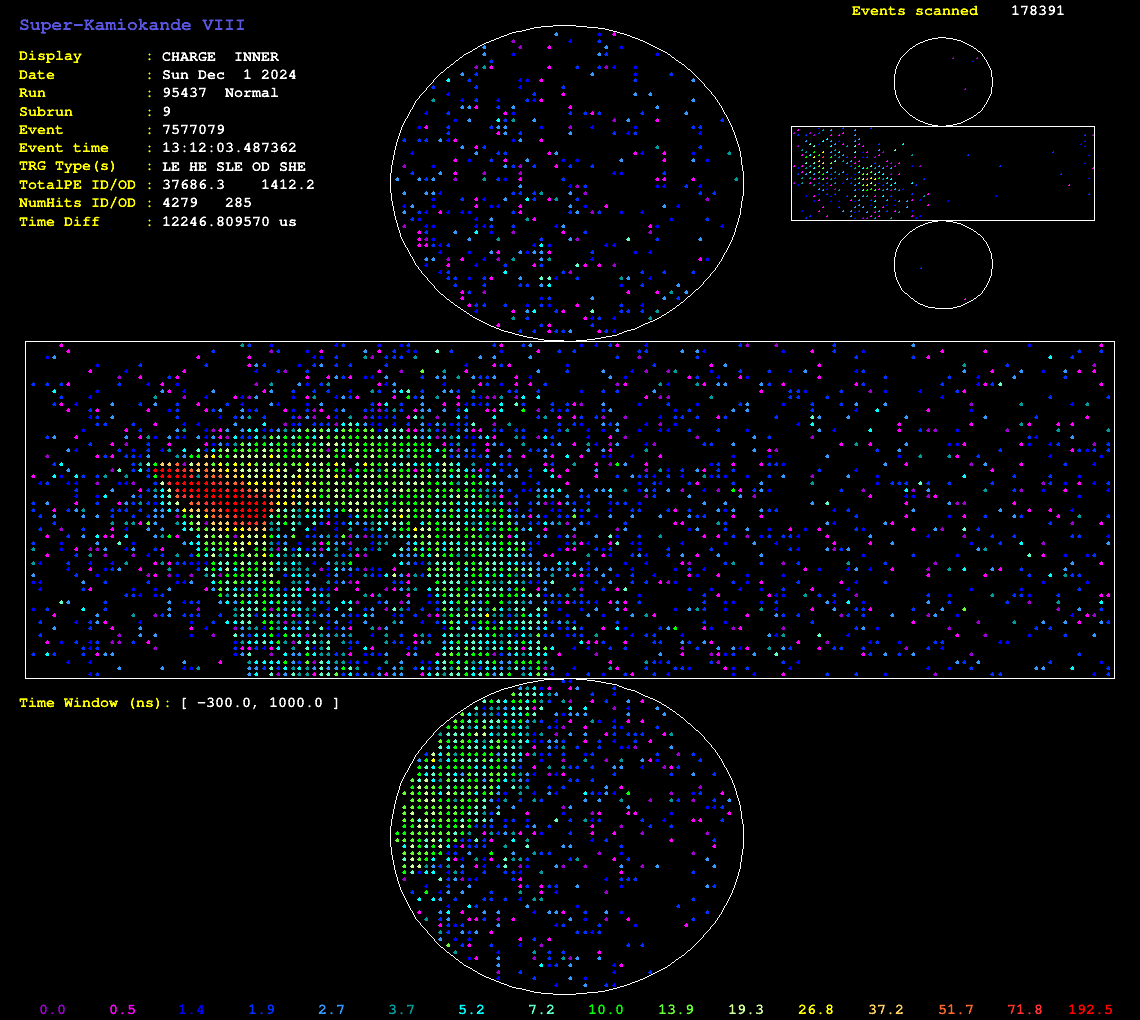 Super-Kamiokande VIII
Events scanned 178391
Display : CHARGE INNER
Date : Sun Dec 1 2024
Run : 95437 Normal
Subrun : 9
Event : 7577079
Event time : 13:12:03.487362
TRG Type(s) : LE HE SLE OD SHE
TotalPE ID/OD : 37686.3 1412.2
NumHits ID/OD : 4279 285
Time Diff : 12246.809570 us
Time Window (ns): [ -300.0, 1000.0 ]
0.0 0.5 1.4 1.9 2.7 3.7 5.2 7.2 10.0 13.9 19.3 26.8 37.2 51.7 71.8 192.5